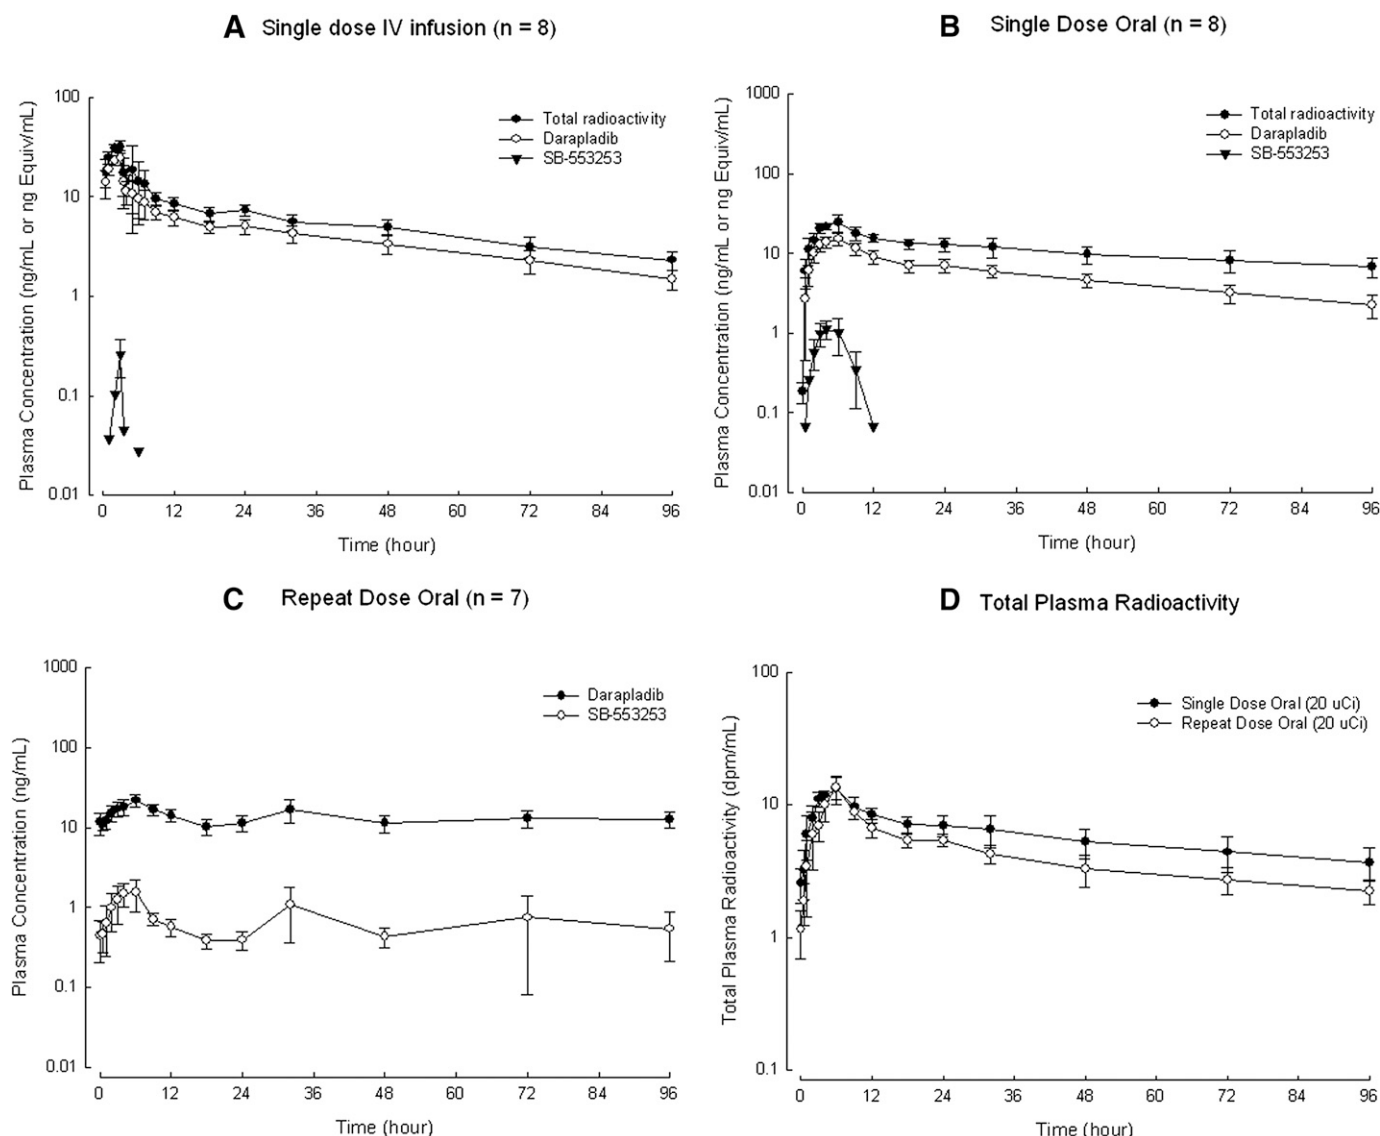 A Single dose IV infusion (n = 8)
Plasma Concentration (ng/mL or ng Equiv/mL)
100
10
1
0.1
0.01
Total radioactivity
Darapladib
SB-553253
0 12 24 36 48 60 72 84 96
Time (hour)
B Single Dose Oral (n = 8)
Plasma Concentration (ng/mL or ng Equiv/mL)
1000
100
10
1
0.1
0.01
Total radioactivity
Darapladib
SB-553253
0 12 24 36 48 60 72 84 96
Time (hour)
C Repeat Dose Oral (n = 7)
Plasma Concentration (ng/mL)
1000
100
10
1
0.1
0.01
Darapladib
SB-553253
0 12 24 36 48 60 72 84 96
Time (hour)
D Total Plasma Radioactivity
Total Plasma Radioactivity (dpm/mL)
100
10
1
0.1
Single Dose Oral (20 uCi)
Repeat Dose Oral (20 uCi)
0 12 24 36 48 60 72 84 96
Time (hour)